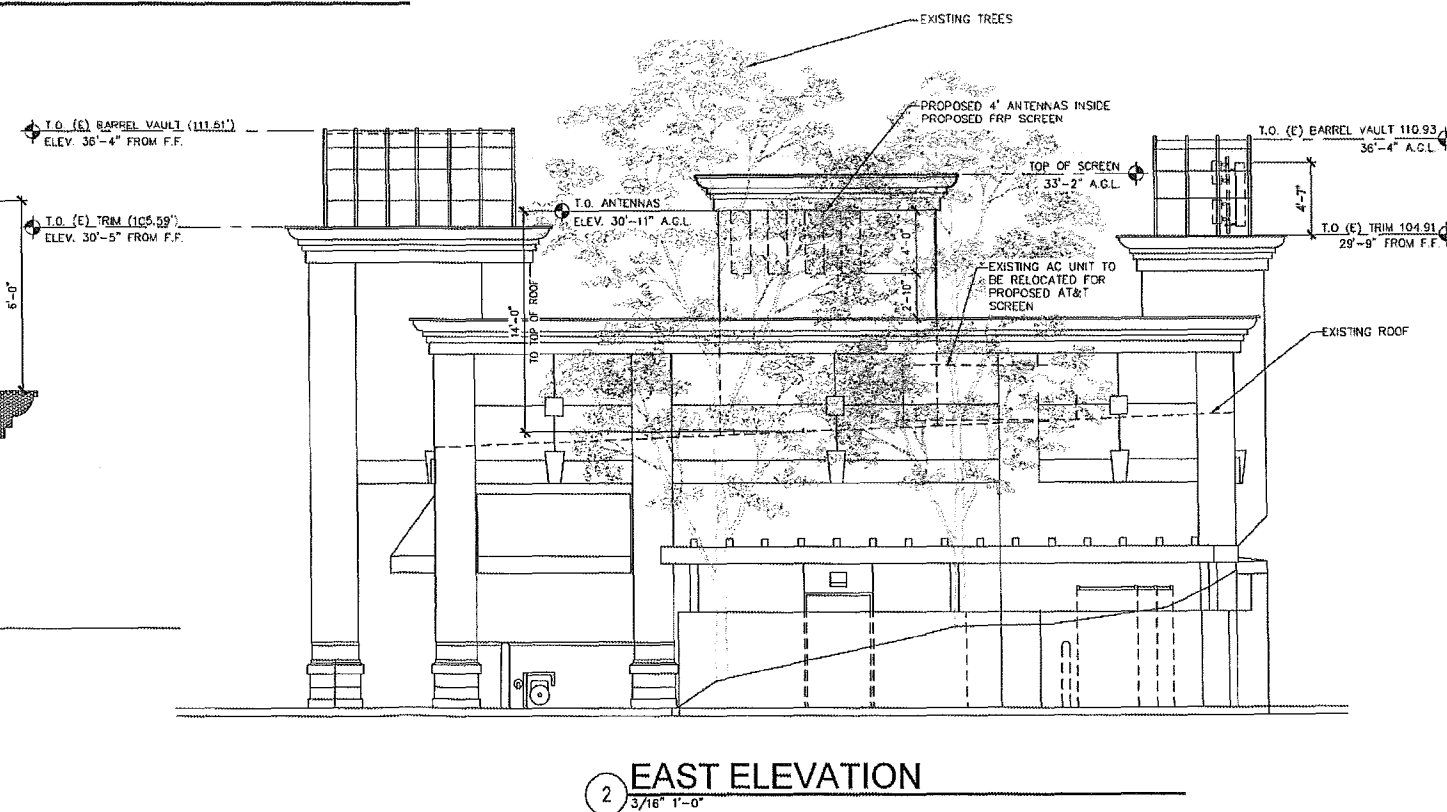 EXISTING TREES
PROPOSED 4' ANTENNAS INSIDE
PROPOSED FRP SCREEN
T.O. (E) BARREL VAULT (111.51')
ELEV. 36'-4" FROM F.F.
T.O. (E) BARREL VAULT 110.93
36'-4" A.G.L.
TOP OF SCREEN
33'-2" A.G.L.
4'-7"
T.O. ANTENNAS
ELEV. 30'-11" A.G.L.
T.O. (E) TRIM (105.59')
ELEV. 30'-5" FROM F.F.
T.O (E) TRIM 104.91
29'-9" FROM F.F.
4'-0"
EXISTING AC UNIT TO
BE RELOCATED FOR
PROPOSED AT&T
SCREEN
2'-10"
6'-0"
14'-0"
TO TOP OF ROOF
EXISTING ROOF
2
EAST ELEVATION
3/16" 1'-0"